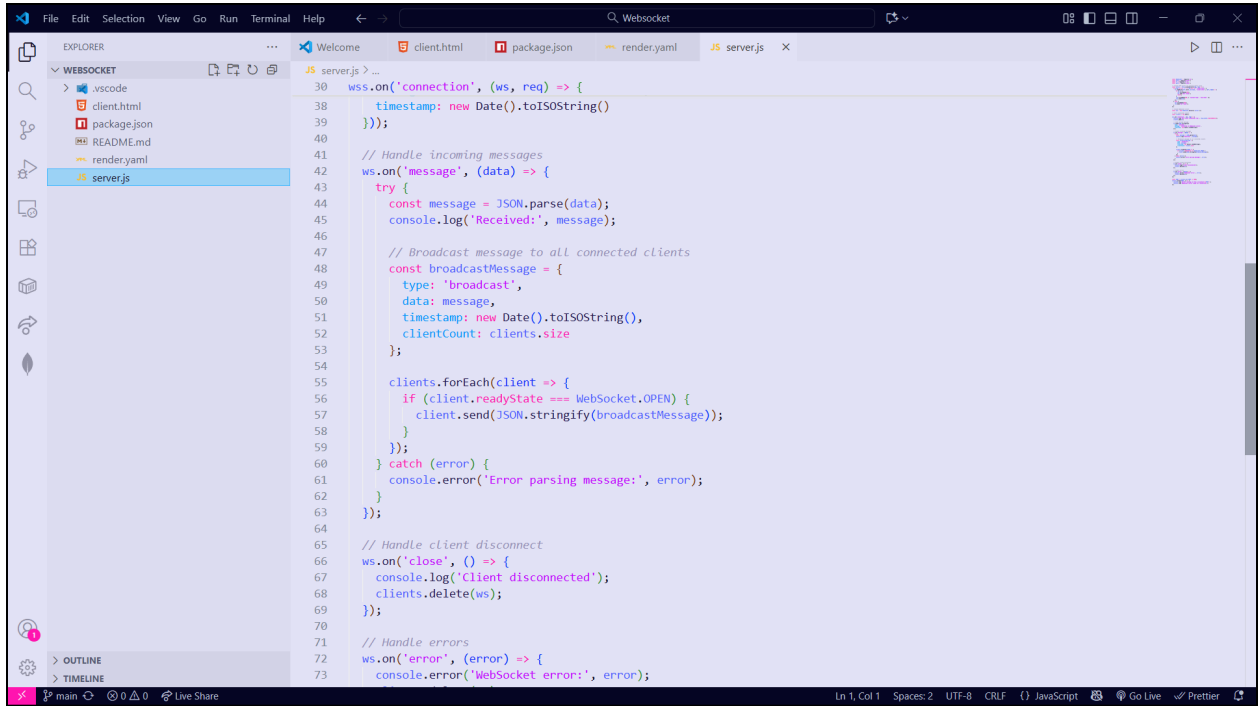 File Edit Selection View Go Run Terminal Help
Websocket
EXPLORER
WEBSOCKET
.vscode
client.html
package.json
README.md
render.yaml
JS server.js
OUTLINE
TIMELINE
Welcome
client.html
package.json
render.yaml
JS server.js
JS server.js > ...
30 wss.on('connection', (ws, req) => {
38 timestamp: new Date().toISOString()
39 }));
40
41 // Handle incoming messages
42 ws.on('message', (data) => {
43 try {
44 const message = JSON.parse(data);
45 console.log('Received:', message);
46
47 // Broadcast message to all connected clients
48 const broadcastMessage = {
49 type: 'broadcast',
50 data: message,
51 timestamp: new Date().toISOString(),
52 clientCount: clients.size
53 };
54
55 clients.forEach(client => {
56 if (client.readyState === WebSocket.OPEN) {
57 client.send(JSON.stringify(broadcastMessage));
58 }
59 });
60 } catch (error) {
61 console.error('Error parsing message:', error);
62 }
63 });
64
65 // Handle client disconnect
66 ws.on('close', () => {
67 console.log('Client disconnected');
68 clients.delete(ws);
69 });
70
71 // Handle errors
72 ws.on('error', (error) => {
73 console.error('WebSocket error:', error);
1
main 0 0 Live Share
Ln 1, Col 1 Spaces: 2 UTF-8 CRLF {} JavaScript Go Live Prettier